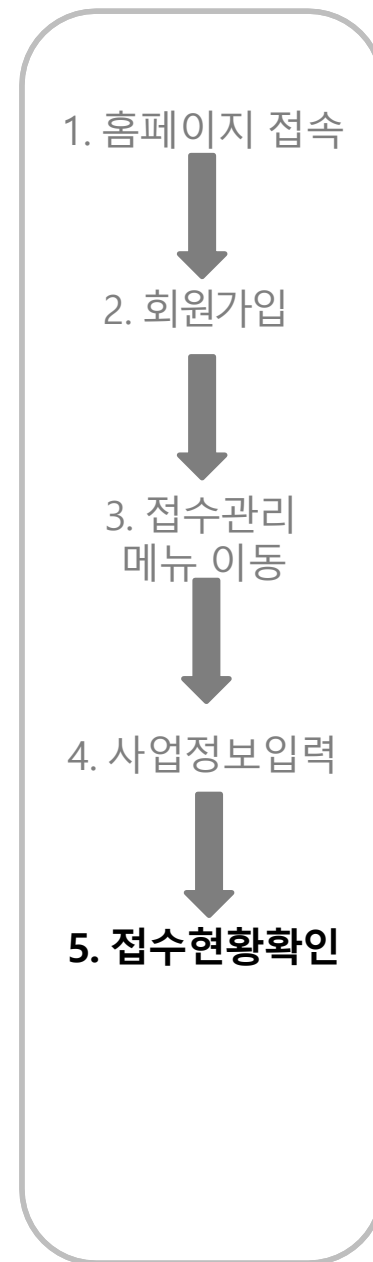 1. 홈페이지 접속
2. 회원가입
3. 접수관리
메뉴 이동
4. 사업정보입력
5. 접수현황확인